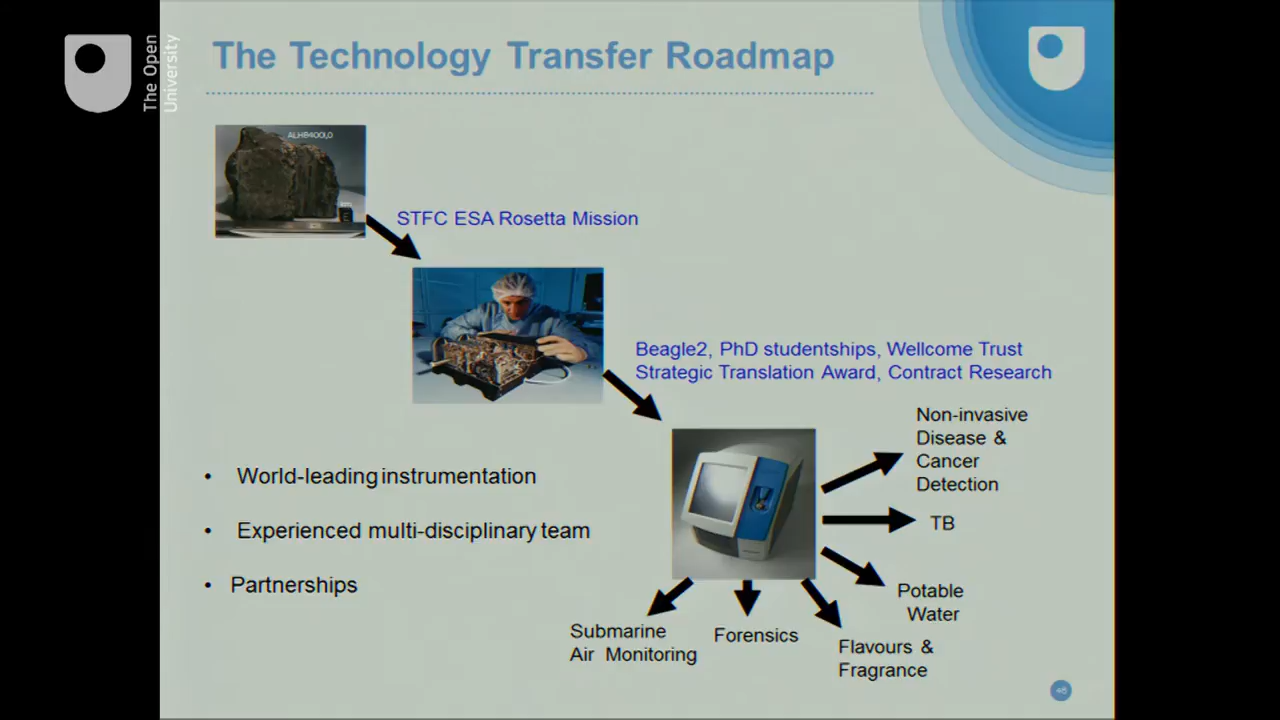 The Open
University
The Technology Transfer Roadmap
STFC ESA Rosetta Mission
Beagle2, PhD studentships, Wellcome Trust
Strategic Translation Award, Contract Research
Non-invasive
Disease &
Cancer
Detection
• World-leading instrumentation
TB
• Experienced multi-disciplinary team
• Partnerships
Potable
Water
Submarine
Air Monitoring
Forensics
Flavours &
Fragrance